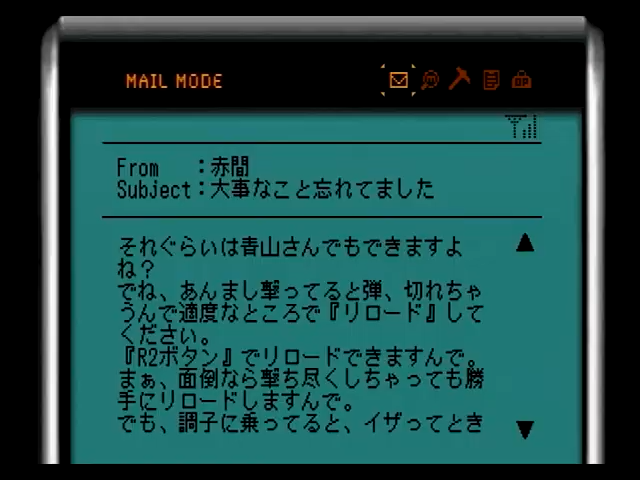 MAIL MODE
From　：赤間
Subject：大事なこと忘れてました
それぐらいは青山さんでもできますよ
ね？
でね、あんまし撃ってると弾、切れちゃ
うんで適度なところで『リロード』して
ください。
『R2ボタン』でリロードできますんで。
まぁ、面倒なら撃ち尽くしちゃっても勝
手にリロードしますんで。
でも、調子に乗ってると、イザってとき